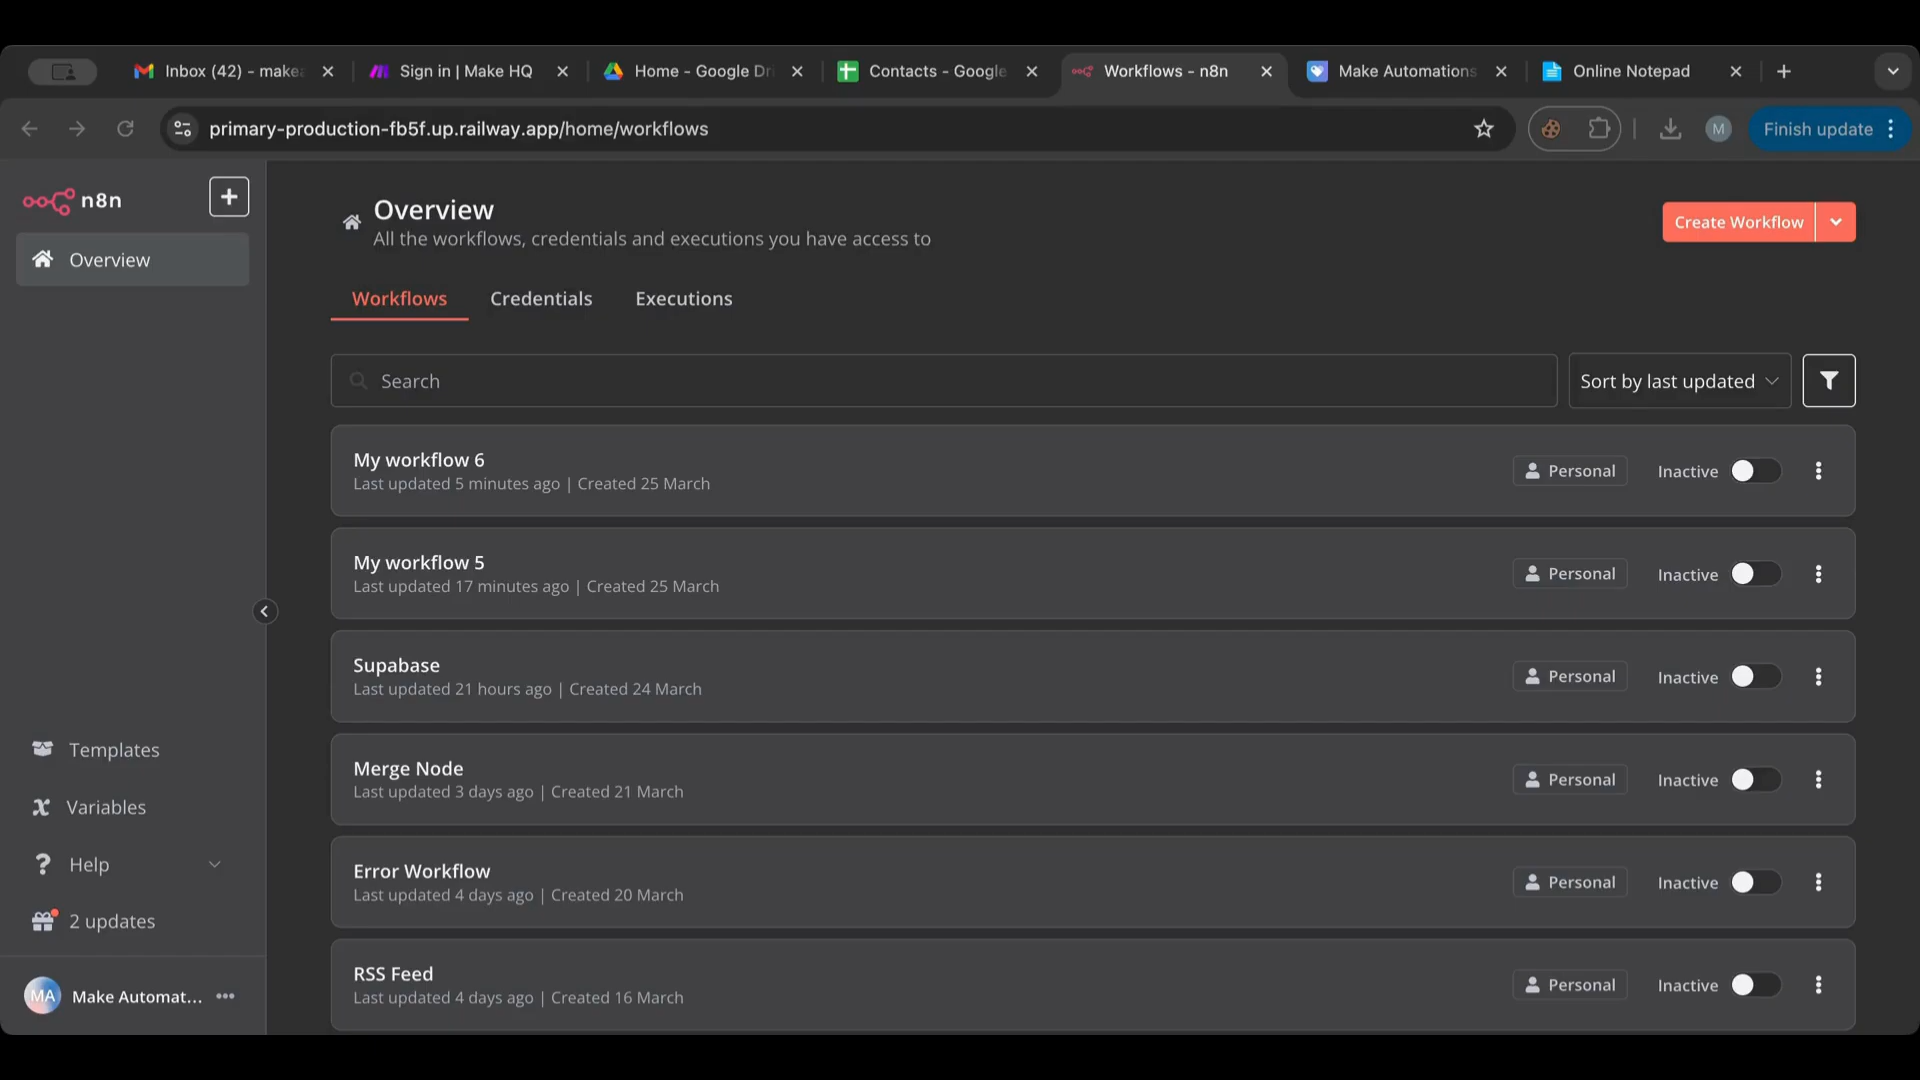 Inbox (42) - make
Sign in | Make HQ
Home - Google Dri
Contacts - Google
Workflows - n8n
Make Automations
Online Notepad
primary-production-fb5f.up.railway.app/home/workflows
M
Finish update
n8n
Overview
Templates
Variables
Help
2 updates
MA
Make Automat...
Overview
All the workflows, credentials and executions you have access to
Create Workflow
Workflows
Credentials
Executions
Search
Sort by last updated
My workflow 6
Last updated 5 minutes ago | Created 25 March
Personal
Inactive
My workflow 5
Last updated 17 minutes ago | Created 25 March
Personal
Inactive
Supabase
Last updated 21 hours ago | Created 24 March
Personal
Inactive
Merge Node
Last updated 3 days ago | Created 21 March
Personal
Inactive
Error Workflow
Last updated 4 days ago | Created 20 March
Personal
Inactive
RSS Feed
Last updated 4 days ago | Created 16 March
Personal
Inactive